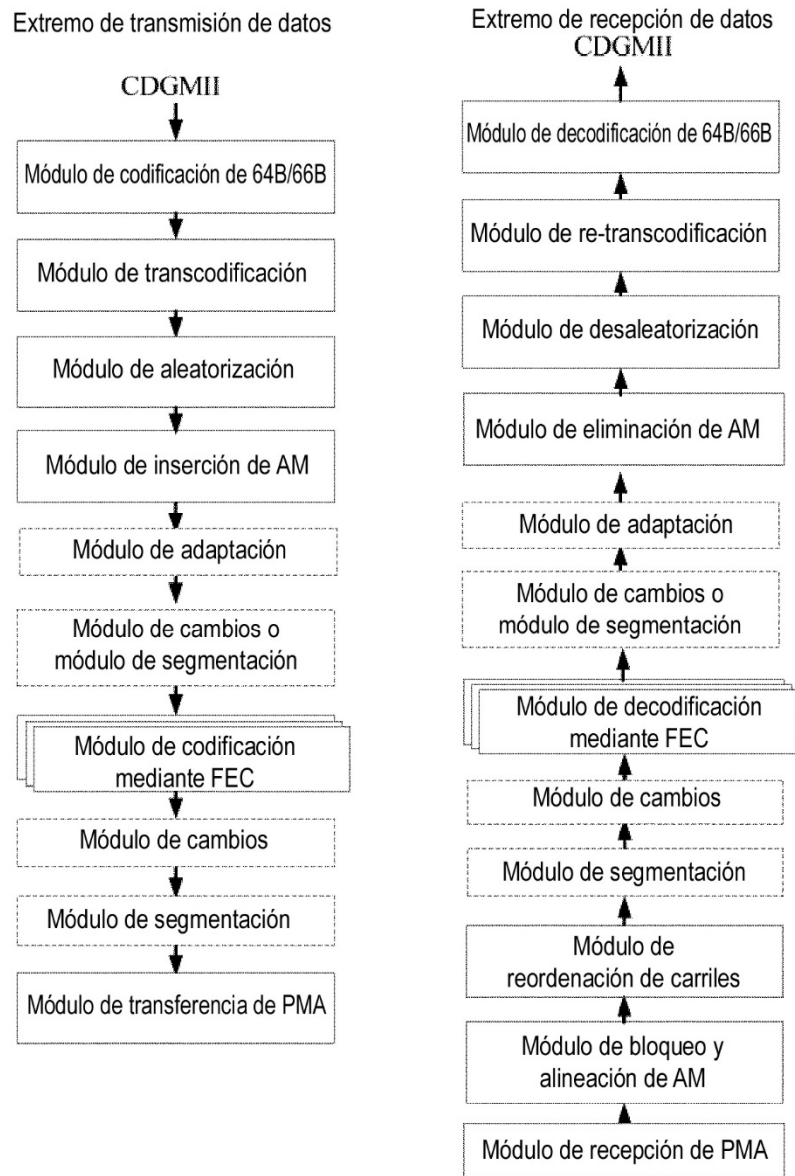 Extremo de transmisión de datos
CDGMII
Módulo de codificación de 64B/66B
Módulo de transcodificación
Módulo de aleatorización
Módulo de inserción de AM
Módulo de adaptación
Módulo de cambios o
módulo de segmentación
Módulo de codificación
mediante FEC
Módulo de cambios
Módulo de segmentación
Módulo de transferencia de PMA
Extremo de recepción de datos
CDGMII
Módulo de decodificación de 64B/66B
Módulo de re-transcodificación
Módulo de desaleatorización
Módulo de eliminación de AM
Módulo de adaptación
Módulo de cambios o
módulo de segmentación
Módulo de decodificación
mediante FEC
Módulo de cambios
Módulo de segmentación
Módulo de
reordenación de carriles
Módulo de bloqueo y
alineación de AM
Módulo de recepción de PMA